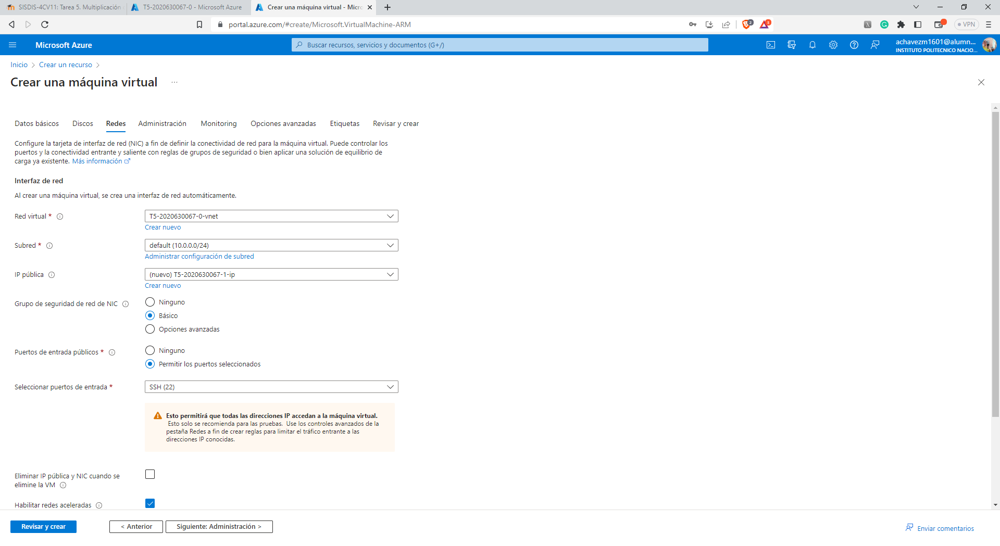 SISDIS-4CV11: Tarea 5. Multiplicación
T5-2020630067-0 - Microsoft Azure
Crear una máquina virtual - Micr
portal.azure.com/#create/Microsoft.VirtualMachine-ARM
2
3
VPN
Microsoft Azure
Buscar recursos, servicios y documentos (G+/)
achavezm1601@alumn...
INSTITUTO POLITECNICO NACIO...
Inicio > Crear un recurso >
Crear una máquina virtual ...
Datos básicos Discos Redes Administración Monitoring Opciones avanzadas Etiquetas Revisar y crear
Configure la tarjeta de interfaz de red (NIC) a fin de definir la conectividad de red para la máquina virtual. Puede controlar los
puertos y la conectividad entrante y saliente con reglas de grupos de seguridad o bien aplicar una solución de equilibrio de
carga ya existente. Más información
Interfaz de red
Al crear una máquina virtual, se crea una interfaz de red automáticamente.
Red virtual *
T5-2020630067-0-vnet
Crear nuevo
Subred *
default (10.0.0.0/24)
Administrar configuración de subred
IP pública
(nuevo) T5-2020630067-1-ip
Crear nuevo
Grupo de seguridad de red de NIC
Ninguno
Básico
Opciones avanzadas
Puertos de entrada públicos *
Ninguno
Permitir los puertos seleccionados
Seleccionar puertos de entrada *
SSH (22)
Esto permitirá que todas las direcciones IP accedan a la máquina virtual.
Esto solo se recomienda para las pruebas. Use los controles avanzados de la
pestaña Redes a fin de crear reglas para limitar el tráfico entrante a las
direcciones IP conocidas.
Eliminar IP pública y NIC cuando se
elimine la VM
Habilitar redes aceleradas
Revisar y crear
< Anterior
Siguiente: Administración >
Enviar comentarios